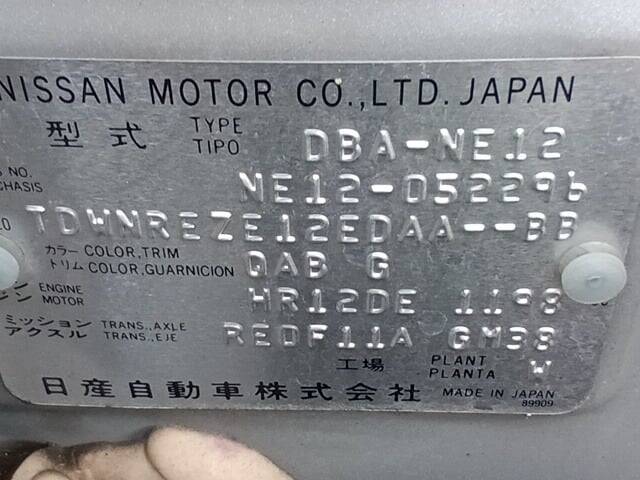 NISSAN MOTOR CO.,LTD. JAPAN
型式 TYPE TIPO DBA-NE12
NO. CHASIS NE12-052296
TDWNREZE12EDAA--BB
カラー COLOR,TRIM トリム COLOR,GUARNICION QAB G
ENGINE MOTOR HR12DE 1198
ミッション TRANS.,AXLE アクスル TRANS.,EJE RE0F11A GM38
工場 PLANT PLANTA W
日産自動車株式会社 MADE IN JAPAN
89909